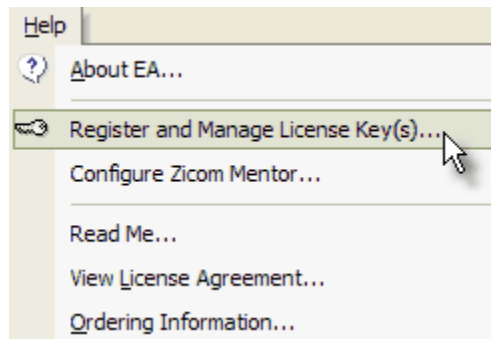 Help
About EA...
Register and Manage License Key(s)...
Configure Zicom Mentor...
Read Me...
View License Agreement...
Ordering Information...